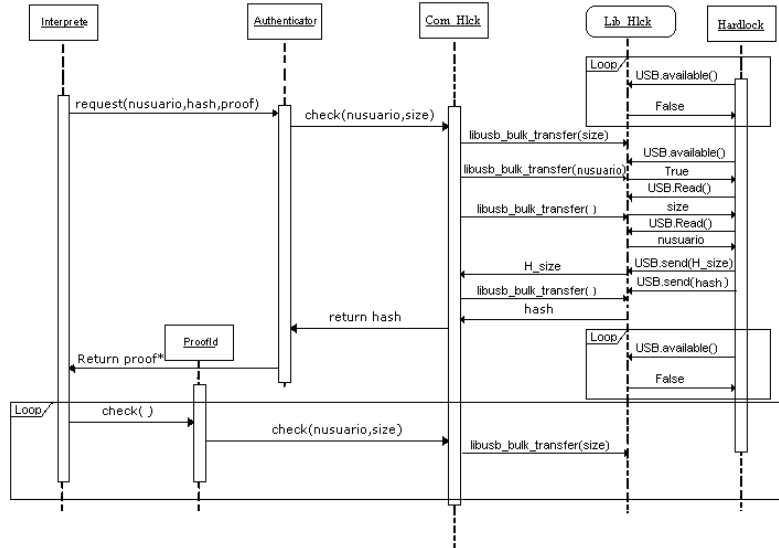 Interprete
Authenticator
Com_Hlck
Lib_Hlck
Hardlock
Loop
USB.available()
False
request(nusuario,hash,proof)
check(nusuario,size)
libusb_bulk_transfer(size)
USB.available()
libusb_bulk_transfer(nusuario)
True
USB.Read()
libusb_bulk_transfer( )
size
USB.Read()
nusuario
H_size
USB.send(H_size)
libusb_bulk_transfer( )
USB.send(hash)
hash
return hash
ProofId
Loop
USB.available()
Return proof*
False
Loop
check( )
check(nusuario,size)
libusb_bulk_transfer(size)